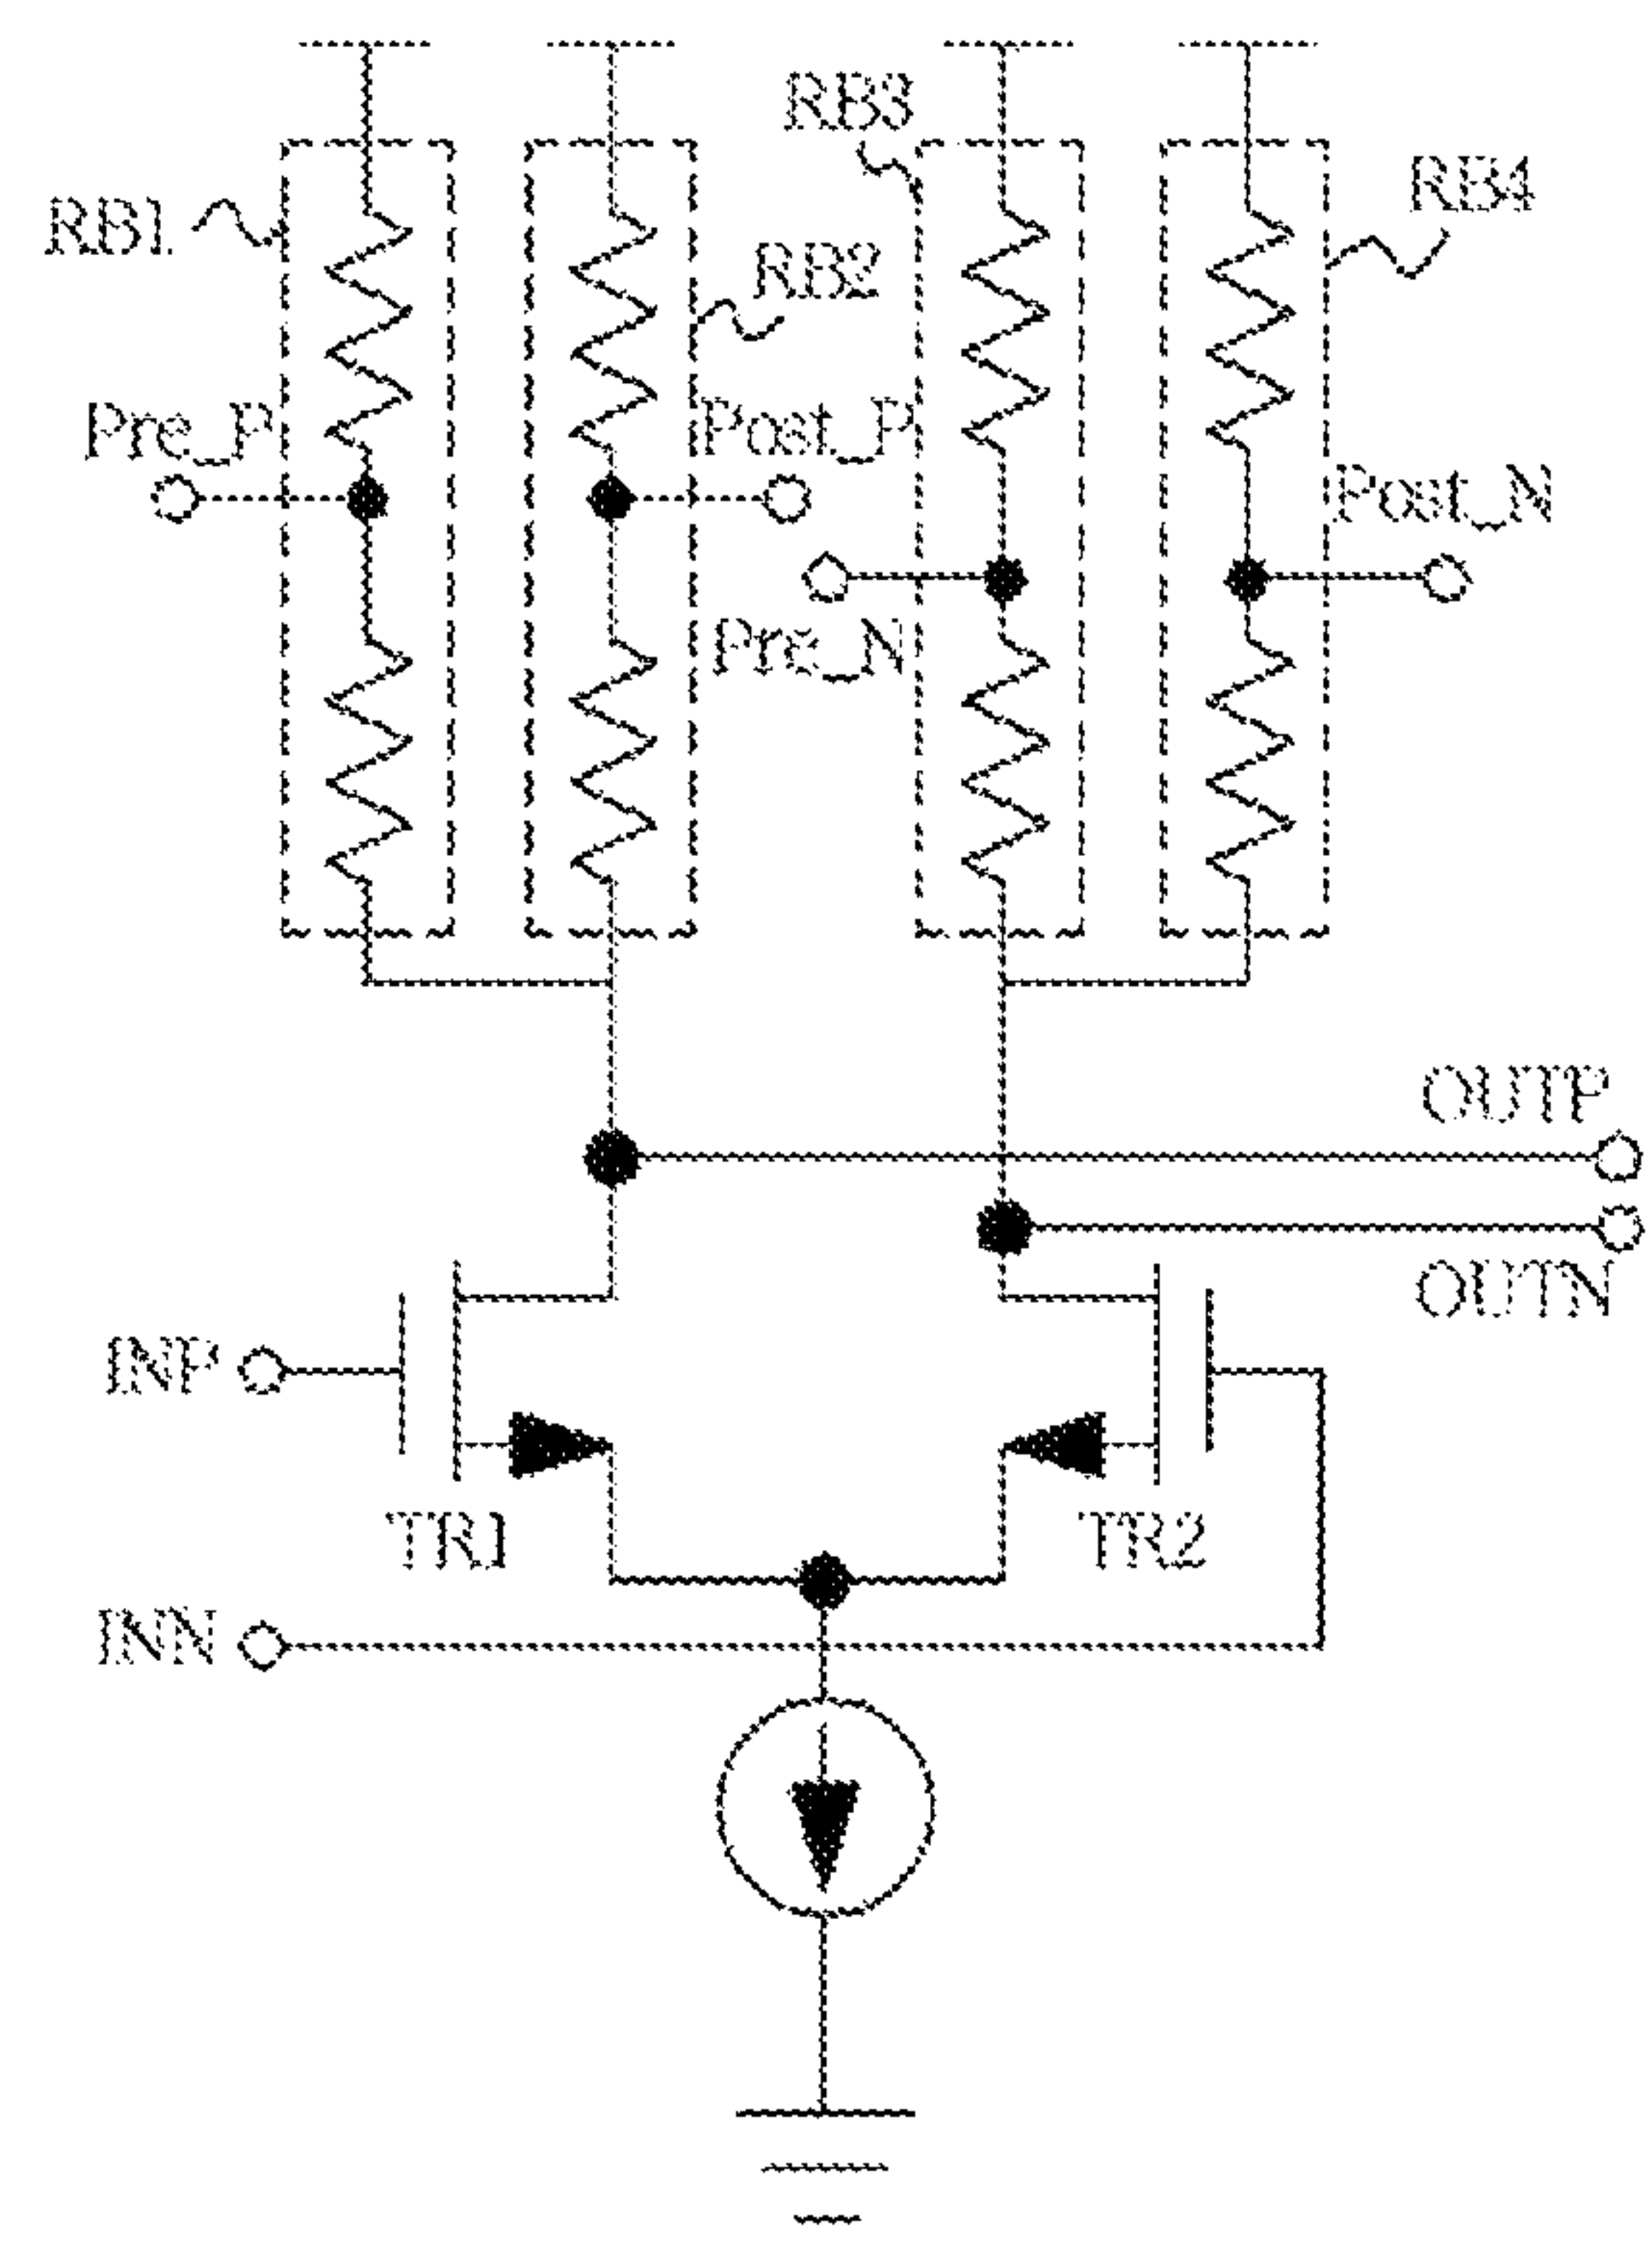 RB3
RB4
RB1
RB2
Pre_P
Post_P
Post_N
Pre_N
OUTP
OUTN
INP
TR1
TR2
INN